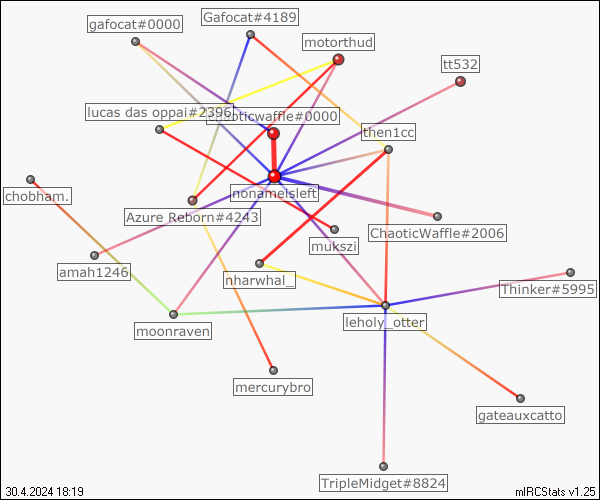 Gafocat#4189
gafocat#0000
motorthud
tt532
lucas das oppai#2396
chaoticwaffle#0000
then1cc
nonameisleft
chobham.
Azure Reborn#4243
ChaoticWaffle#2006
mukszi
amah1246
nharwhal_
Thinker#5995
leholy_otter
moonraven
mercurybro
gateauxcatto
TripleMidget#8824
30.4.2024 18:19
mIRCStats v1.25